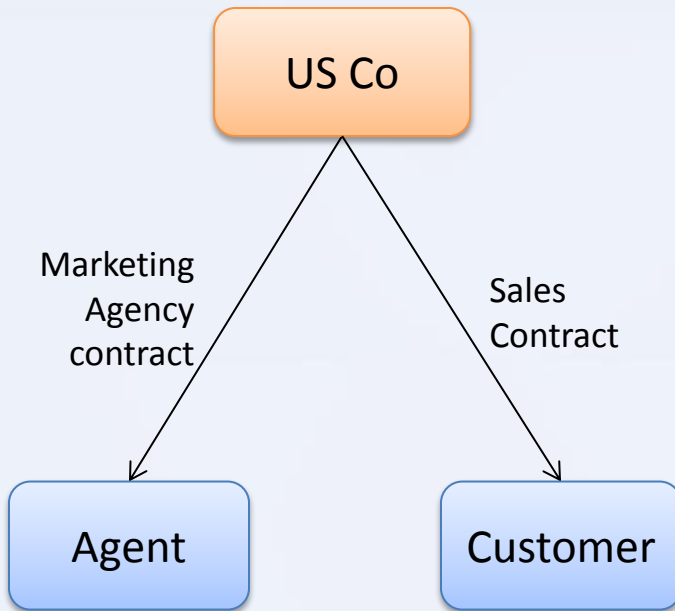 US Co
Marketing
Agency
contract
Sales
Contract
Agent
Customer